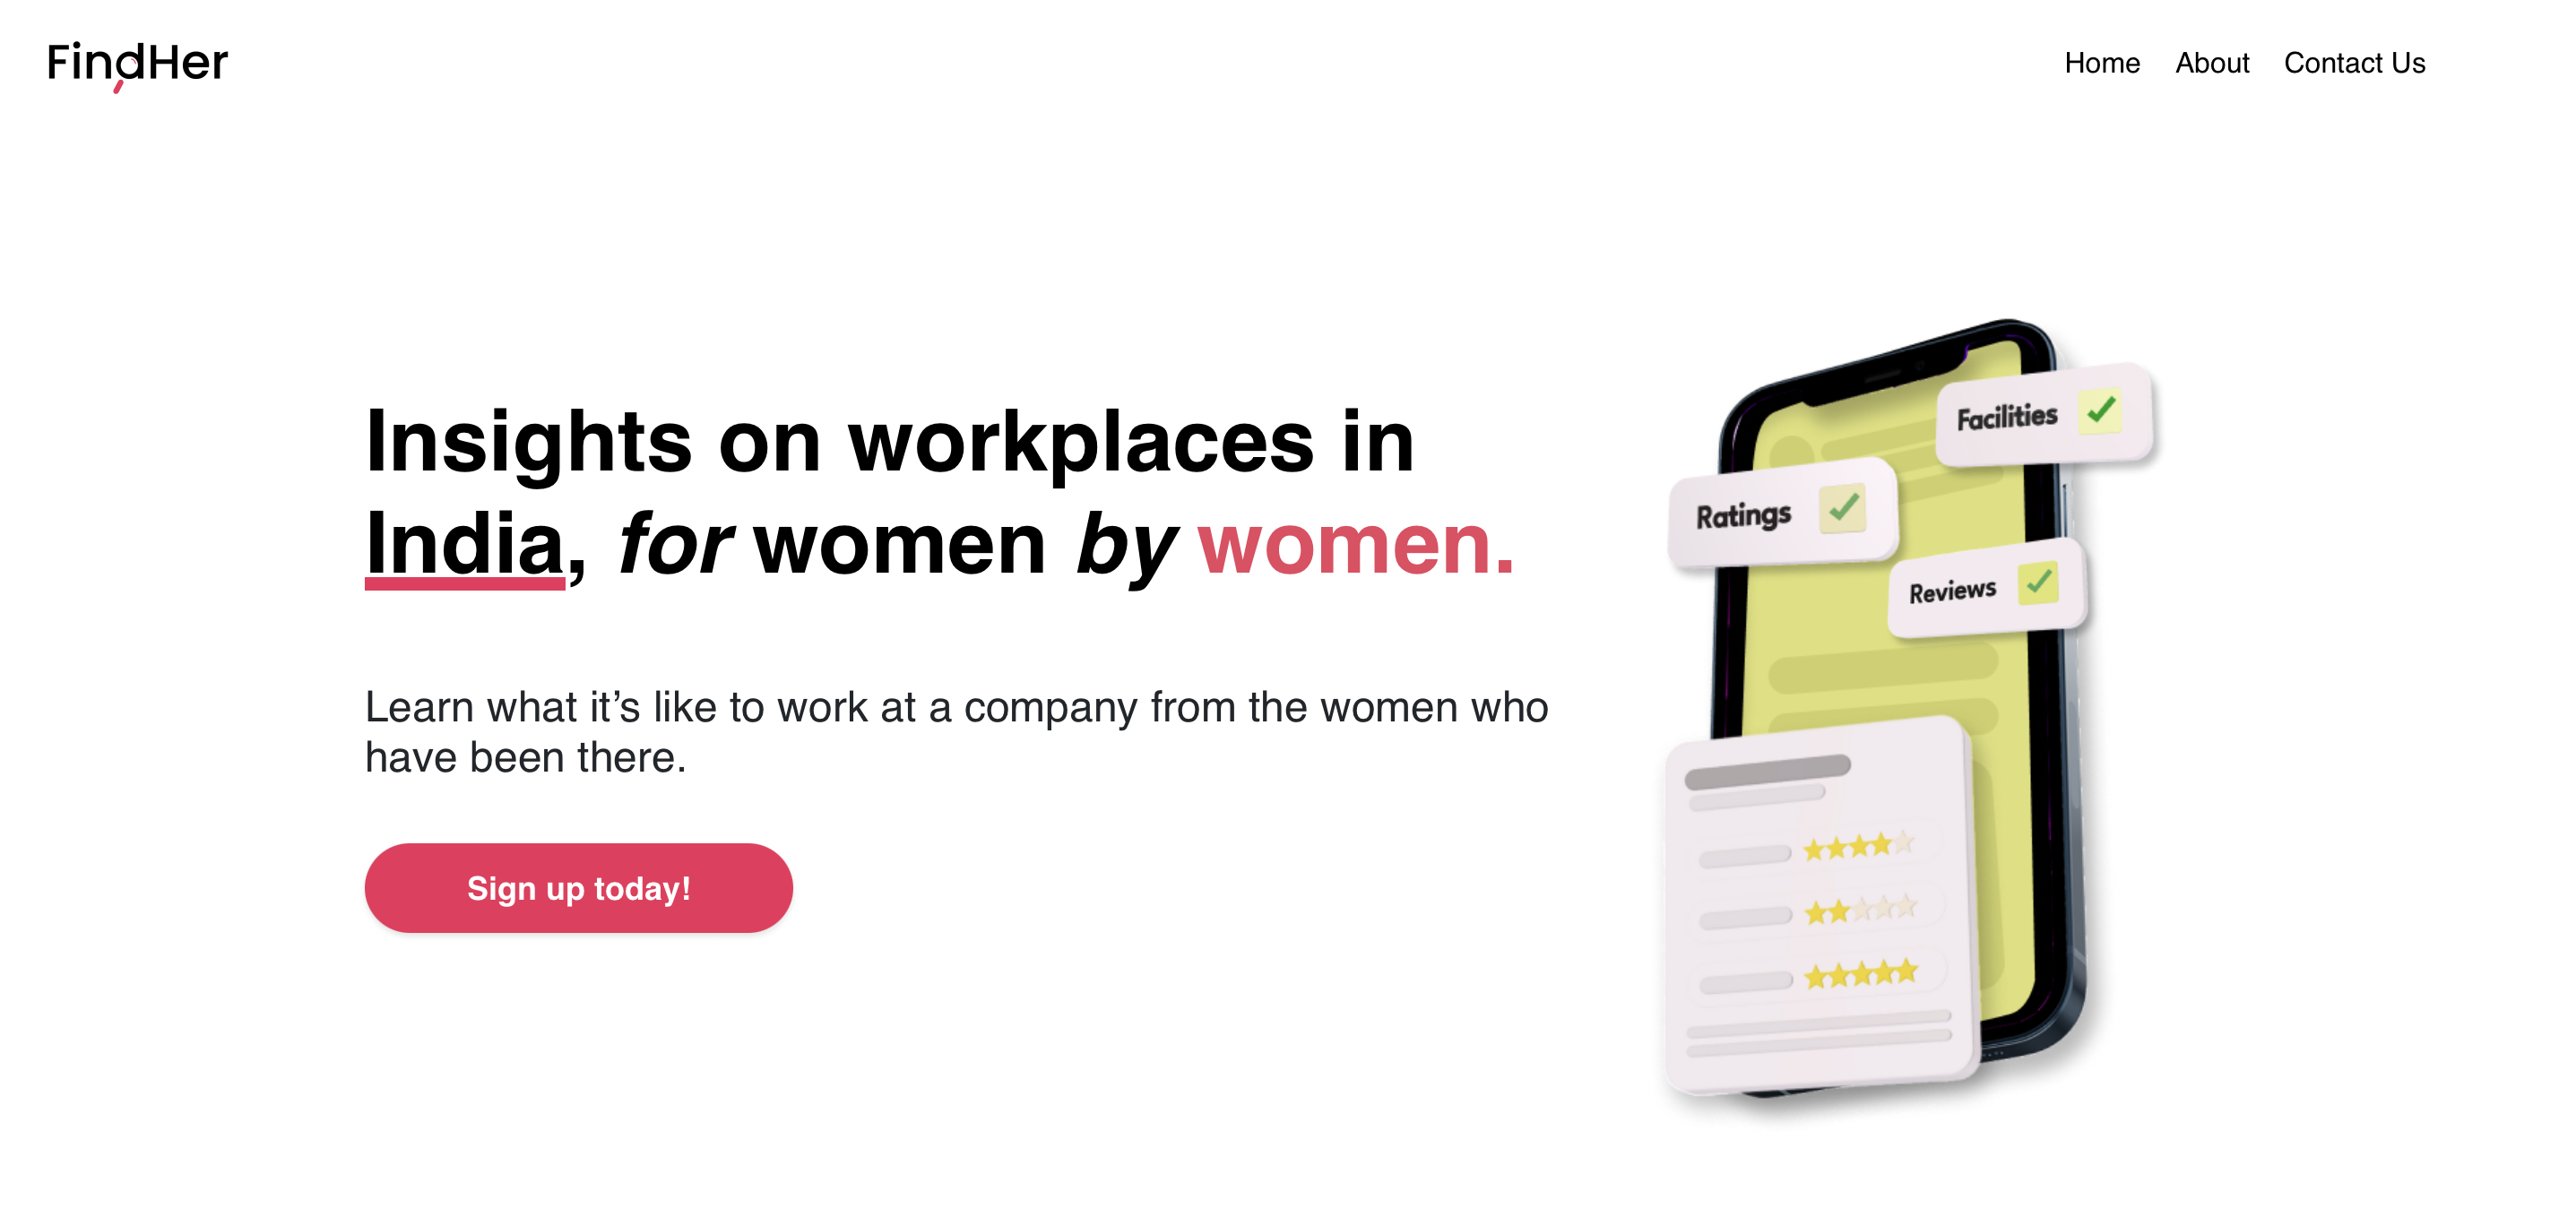 FindHer
Home About Contact Us
Insights on workplaces in
India, for women by women.
Learn what it’s like to work at a company from the women who
have been there.
Sign up today!
Facilities
Ratings
Reviews